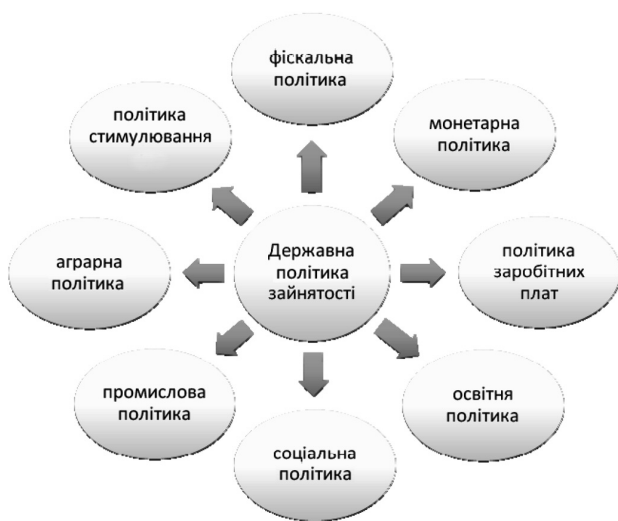 фіскальна
політика
монетарна
політика
політика
заробітних
плат
освітня
політика
соціальна
політика
промислова
політика
аграрна
політика
політика
стимулювання
Державна
політика
зайнятості